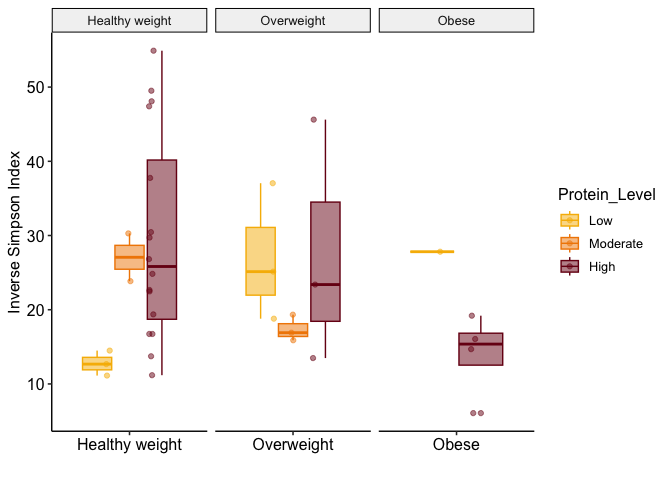 Healthy weight Overweight Obese
Inverse Simpson Index
50
40
30
20
10
Healthy weight Overweight Obese
Protein_Level
Low
Moderate
High